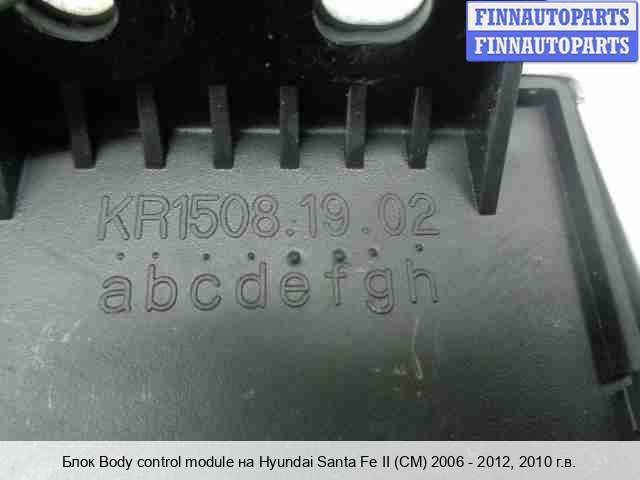 FINNAUTOPARTS
FINNAUTOPARTS
KR1508.19.02
abcdefgh
Блок Body control module на Hyundai Santa Fe II (CM) 2006 - 2012, 2010 г.в.